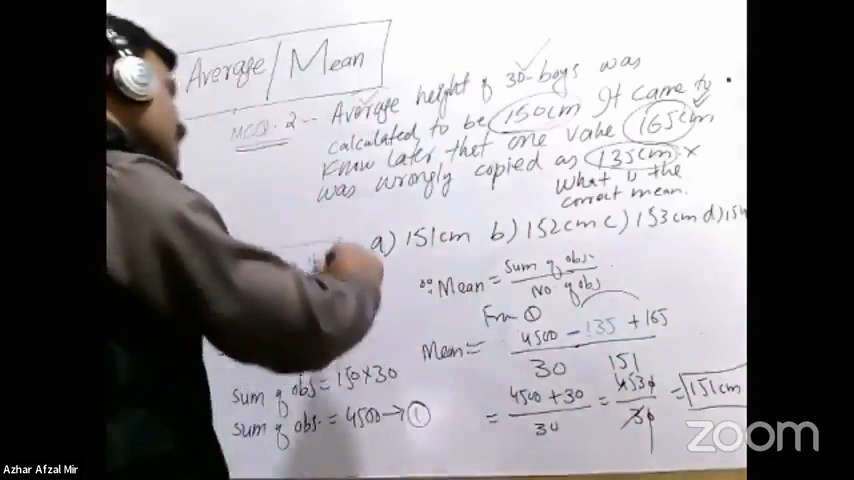 Average/Mean
MCQ-2- Average height of 30-boys was
calculated to be 150cm It came to
Know later that one value 165cm
was wrongly copied as 135cm x
What is the
correct mean.
a) 151cm b) 152cm c) 153cm d)
∵ Mean = Sum of obs.
No. of obs
From ①
Mean = 4500 - 135 + 165
30
= 4500 + 30 = 4530 = 151cm
30 30
151
Sum of obs = 150 x 30
Sum of obs. = 4500 → ①
zoom
Azhar Afzal Mir